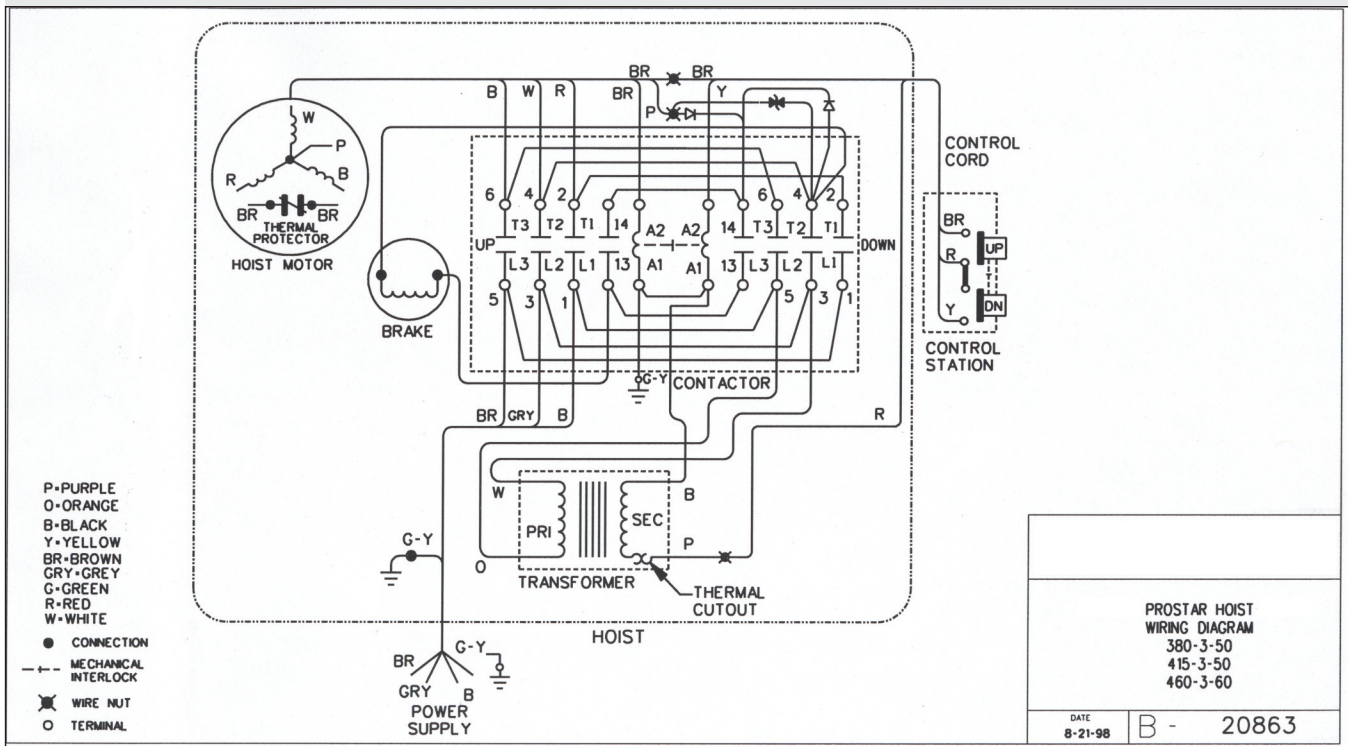 BR BR
B W R BR Y
P
W
P
R B
BR BR
THERMAL
PROTECTOR
HOIST MOTOR
BRAKE
6 4 2 6 4 2
T3 T2 T1 14 A2 A2 14 T3 T2 T1
UP DOWN
L3 L2 L1 13 A1 A1 13 L3 L2 L1
5 3 1 5 3 1
G-Y CONTACTOR
CONTROL
CORD
BR
UP
R
Y
DN
CONTROL
STATION
BR GRY B R
W B
PRI SEC
P
O
TRANSFORMER
THERMAL
CUTOUT
G-Y
HOIST
P=PURPLE
O=ORANGE
B=BLACK
Y=YELLOW
BR=BROWN
GRY=GREY
G=GREEN
R=RED
W=WHITE
CONNECTION
MECHANICAL
INTERLOCK
WIRE NUT
TERMINAL
BR G-Y
GRY B
POWER
SUPPLY
PROSTAR HOIST
WIRING DIAGRAM
380-3-50
415-3-50
460-3-60
DATE
8-21-98
B - 20863